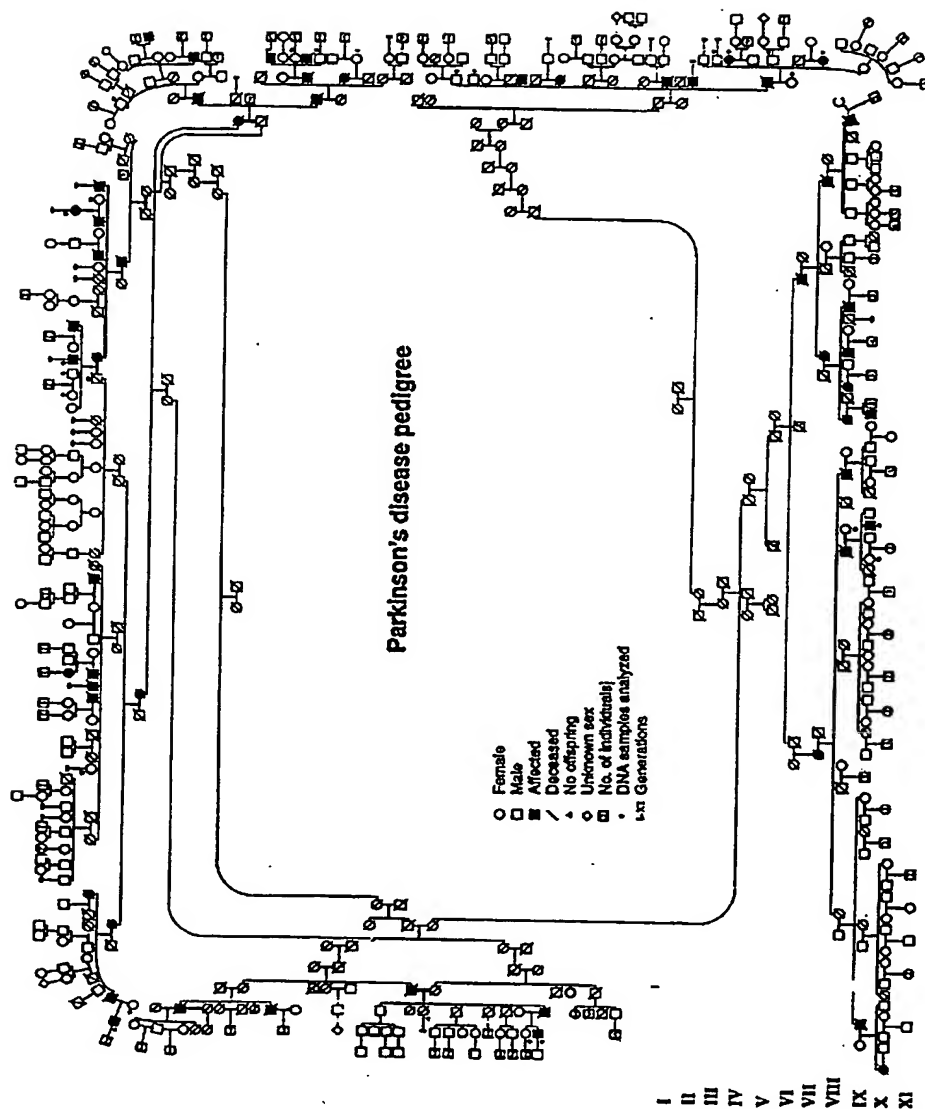 Parkinson's disease pedigree
Female
Male
Affected
Deceased
No offspring
Unknown sex
No. of individuals
DNA samples analyzed
I-XI Generations
C
I
II
III
IV
V
VI
VII
VIII
IX
X
XI